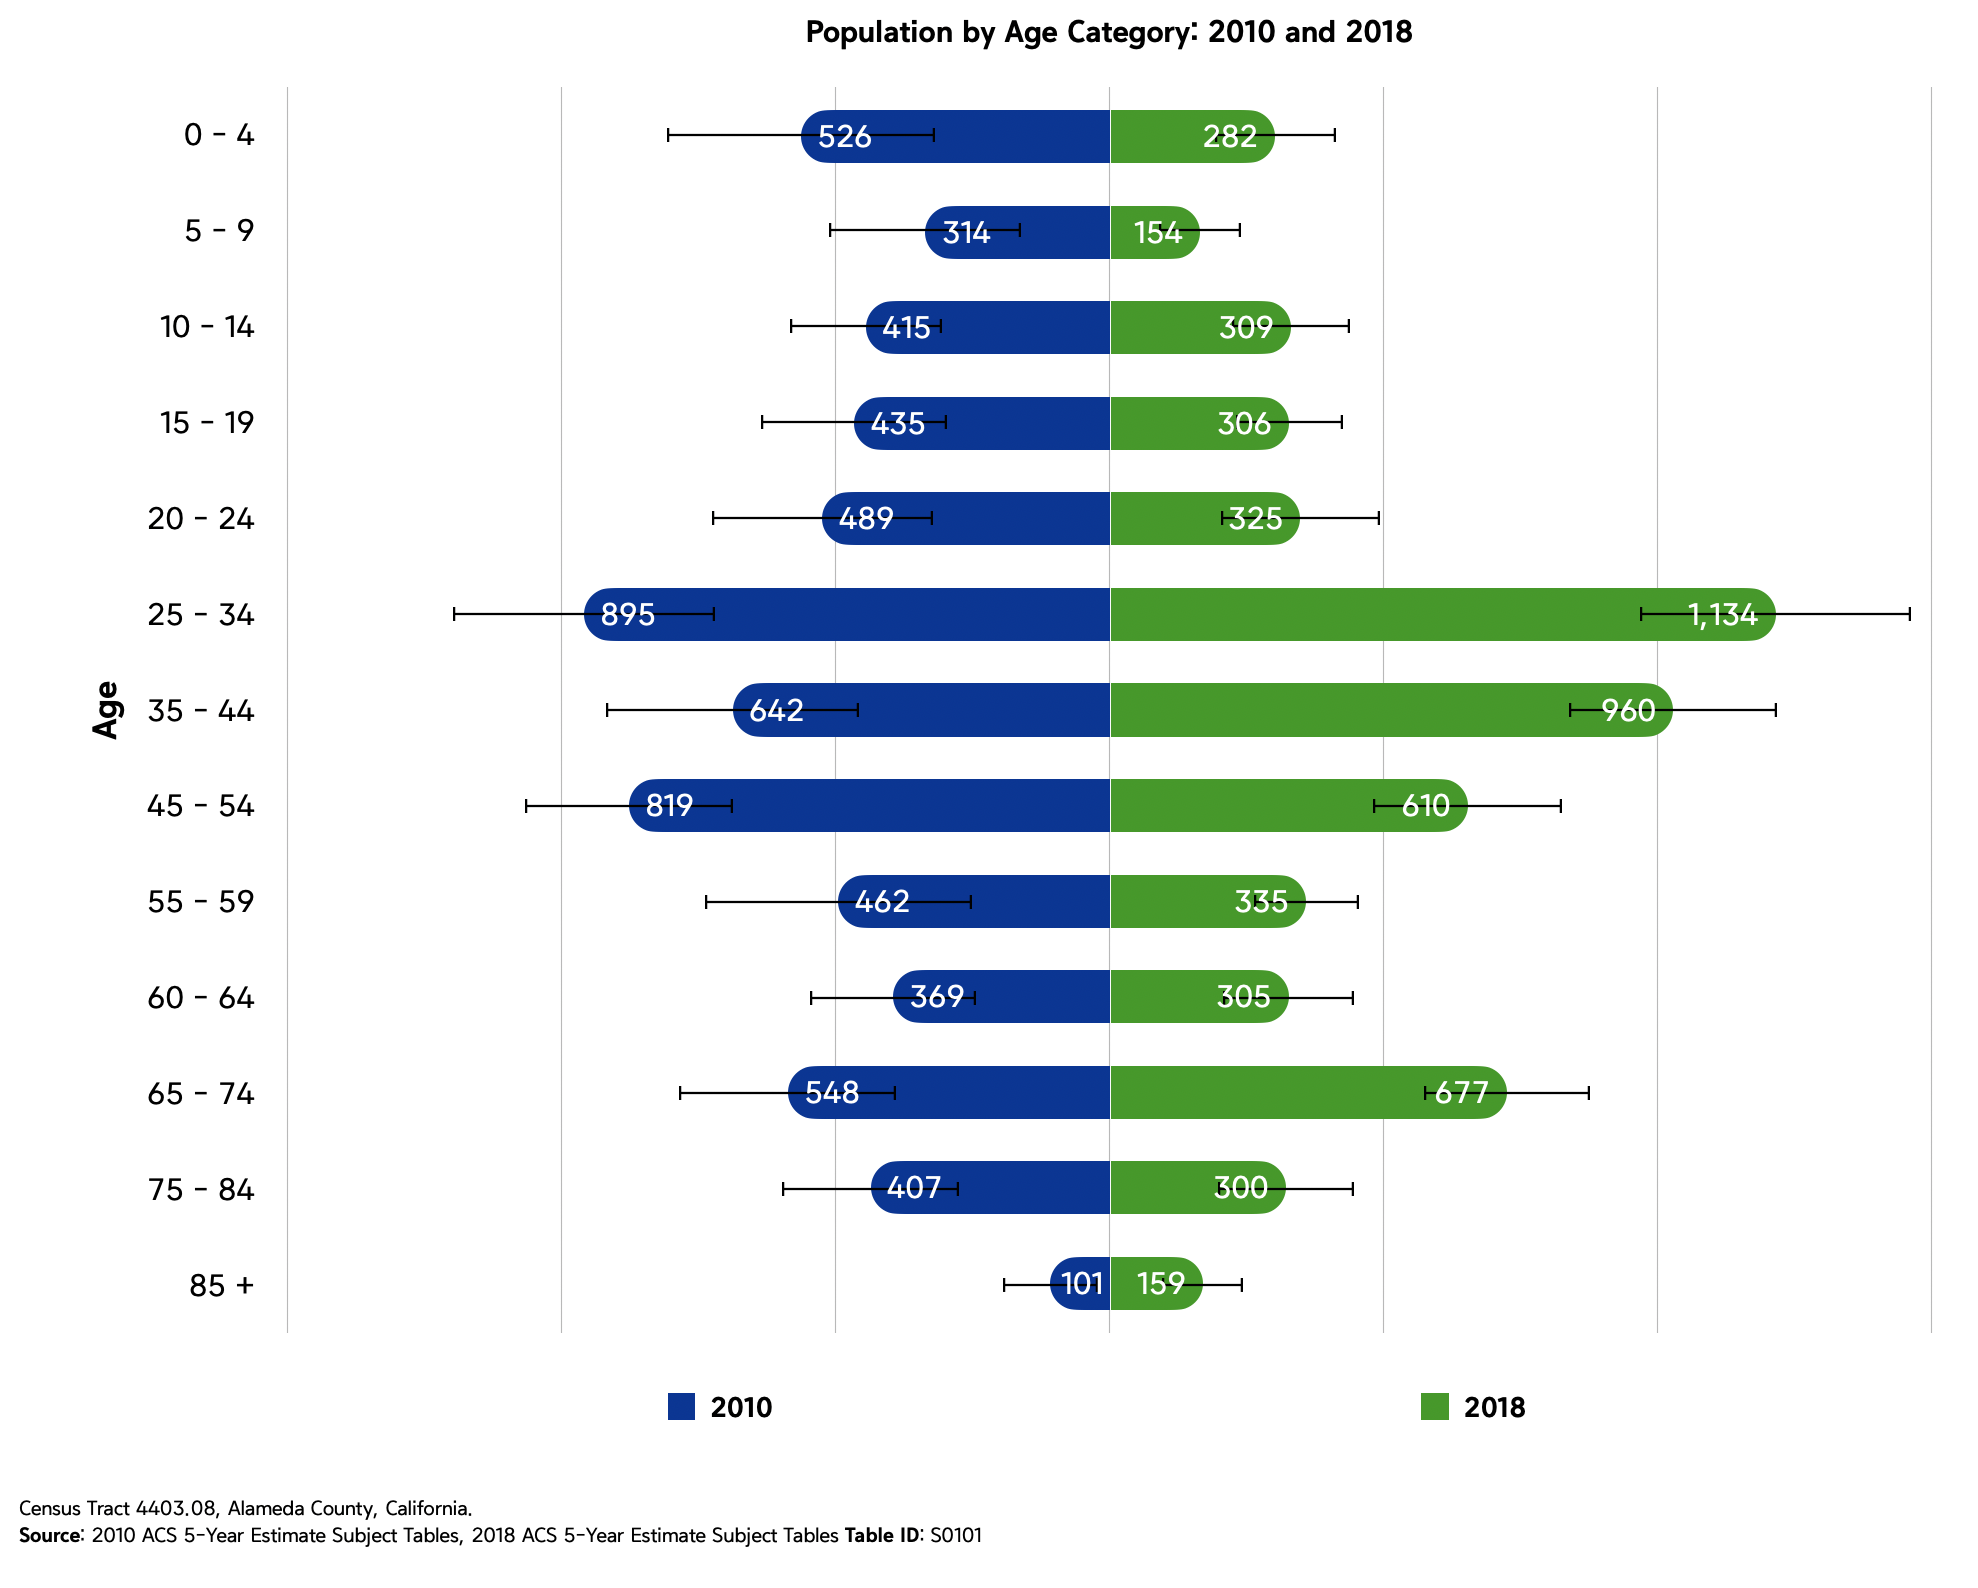 Population by Age Category: 2010 and 2018
0 - 4 526 282
5 - 9 314 154
10 - 14 415 309
15 - 19 435 306
20 - 24 489 325
25 - 34 895 1,134
Age
35 - 44 642 960
45 - 54 819 610
55 - 59 462 335
60 - 64 369 305
65 - 74 548 677
75 - 84 407 300
85 + 101 159
2010 2018
Census Tract 4403.08, Alameda County, California.
Source: 2010 ACS 5-Year Estimate Subject Tables, 2018 ACS 5-Year Estimate Subject Tables Table ID: S0101